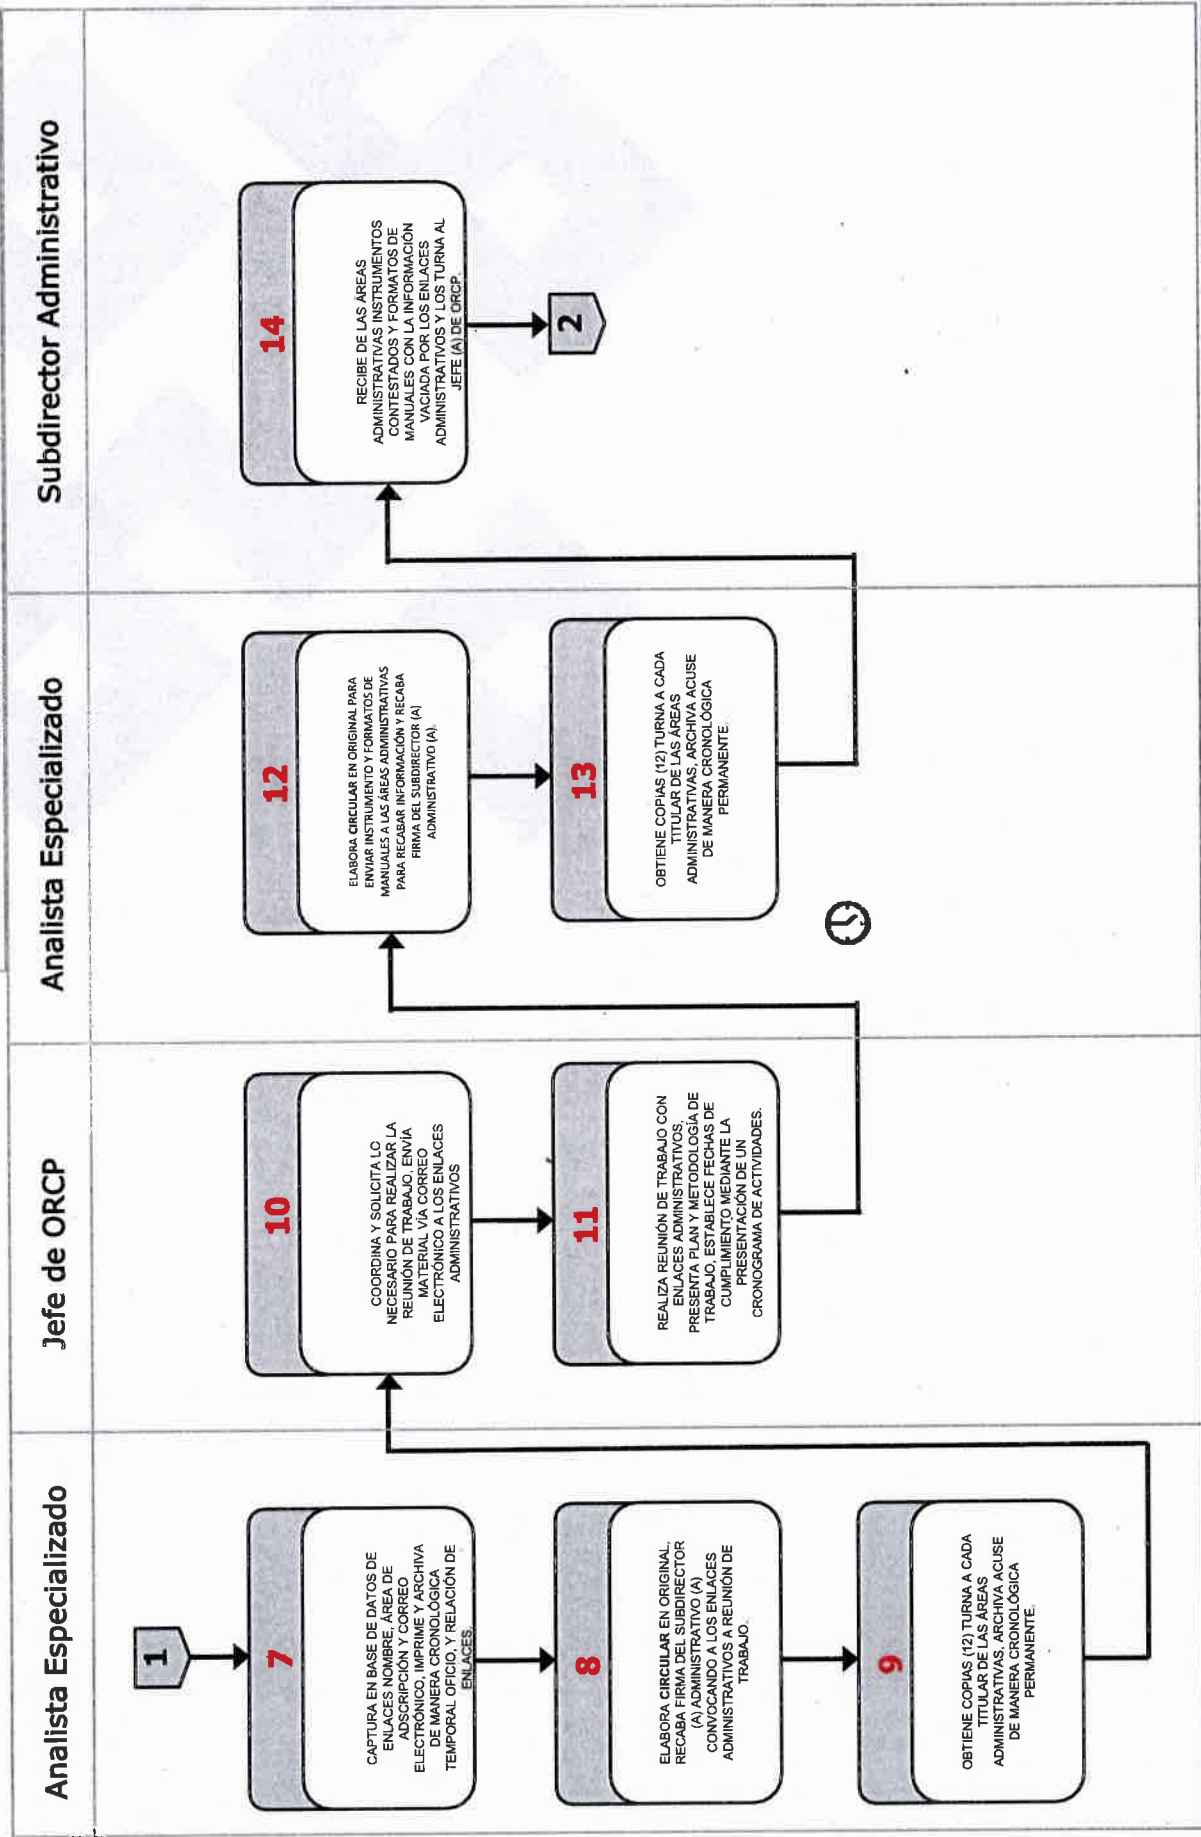 Analista Especializado
Jefe de ORCP
Analista Especializado
Subdirector Administrativo
1
7
CAPTURA EN BASE DE DATOS DE
ENLACES NOMBRE, ÁREA DE
ADSCRIPCIÓN Y CORREO
ELECTRÓNICO, IMPRIME Y ARCHIVA
DE MANERA CRONOLÓGICA
TEMPORAL OFICIO, Y RELACIÓN DE
ENLACES.
8
ELABORA CIRCULAR EN ORIGINAL,
RECABA FIRMA DEL SUBDIRECTOR
(A) ADMINISTRATIVO (A)
CONVOCANDO A LOS ENLACES
ADMINISTRATIVOS A REUNIÓN DE
TRABAJO.
9
OBTIENE COPIAS (12) TURNA A CADA
TITULAR DE LAS ÁREAS
ADMINISTRATIVAS, ARCHIVA ACUSE
DE MANERA CRONOLÓGICA
PERMANENTE.
10
COORDINA Y SOLICITA LO
NECESARIO PARA REALIZAR LA
REUNIÓN DE TRABAJO, ENVÍA
MATERIAL VÍA CORREO
ELECTRÓNICO A LOS ENLACES
ADMINISTRATIVOS
11
REALIZA REUNIÓN DE TRABAJO CON
ENLACES ADMINISTRATIVOS,
PRESENTA PLAN Y METODOLOGÍA DE
TRABAJO, ESTABLECE FECHAS DE
CUMPLIMIENTO MEDIANTE LA
PRESENTACIÓN DE UN
CRONOGRAMA DE ACTIVIDADES.
12
ELABORA CIRCULAR EN ORIGINAL PARA
ENVIAR INSTRUMENTO Y FORMATOS DE
MANUALES A LAS ÁREAS ADMINISTRATIVAS
PARA RECABAR INFORMACIÓN Y RECABA
FIRMA DEL SUBDIRECTOR (A)
ADMINISTRATIVO (A).
13
OBTIENE COPIAS (12) TURNA A CADA
TITULAR DE LAS ÁREAS
ADMINISTRATIVAS, ARCHIVA ACUSE
DE MANERA CRONOLÓGICA
PERMANENTE.
14
RECIBE DE LAS ÁREAS
ADMINISTRATIVAS INSTRUMENTOS
CONTESTADOS Y FORMATOS DE
MANUALES CON LA INFORMACIÓN
VACIADA POR LOS ENLACES
ADMINISTRATIVOS Y LOS TURNA AL
JEFE (A) DE ORCP.
2